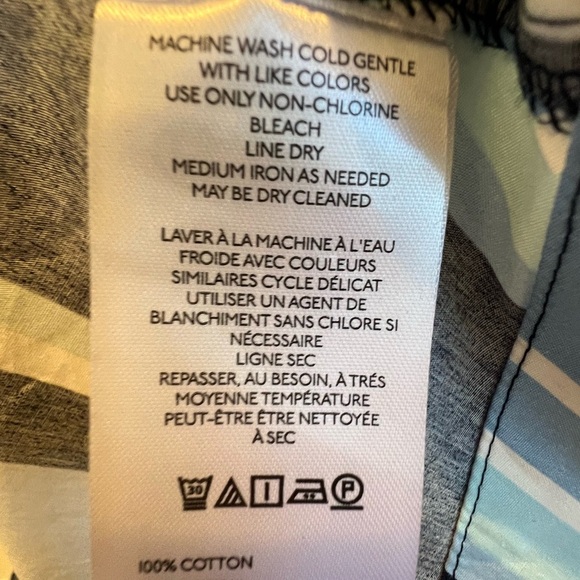 MACHINE WASH COLD GENTLE
WITH LIKE COLORS
USE ONLY NON-CHLORINE
BLEACH
LINE DRY
MEDIUM IRON AS NEEDED
MAY BE DRY CLEANED
LAVER À LA MACHINE À L'EAU
FROIDE AVEC COULEURS
SIMILAIRES CYCLE DÉLICAT
UTILISER UN AGENT DE
BLANCHIMENT SANS CHLORE SI
NÉCESSAIRE
LIGNE SEC
REPASSER, AU BESOIN, À TRÉS
MOYENNE TEMPÉRATURE
PEUT-ÊTRE ÊTRE NETTOYÉE
À SEC
30 P
100% COTTON